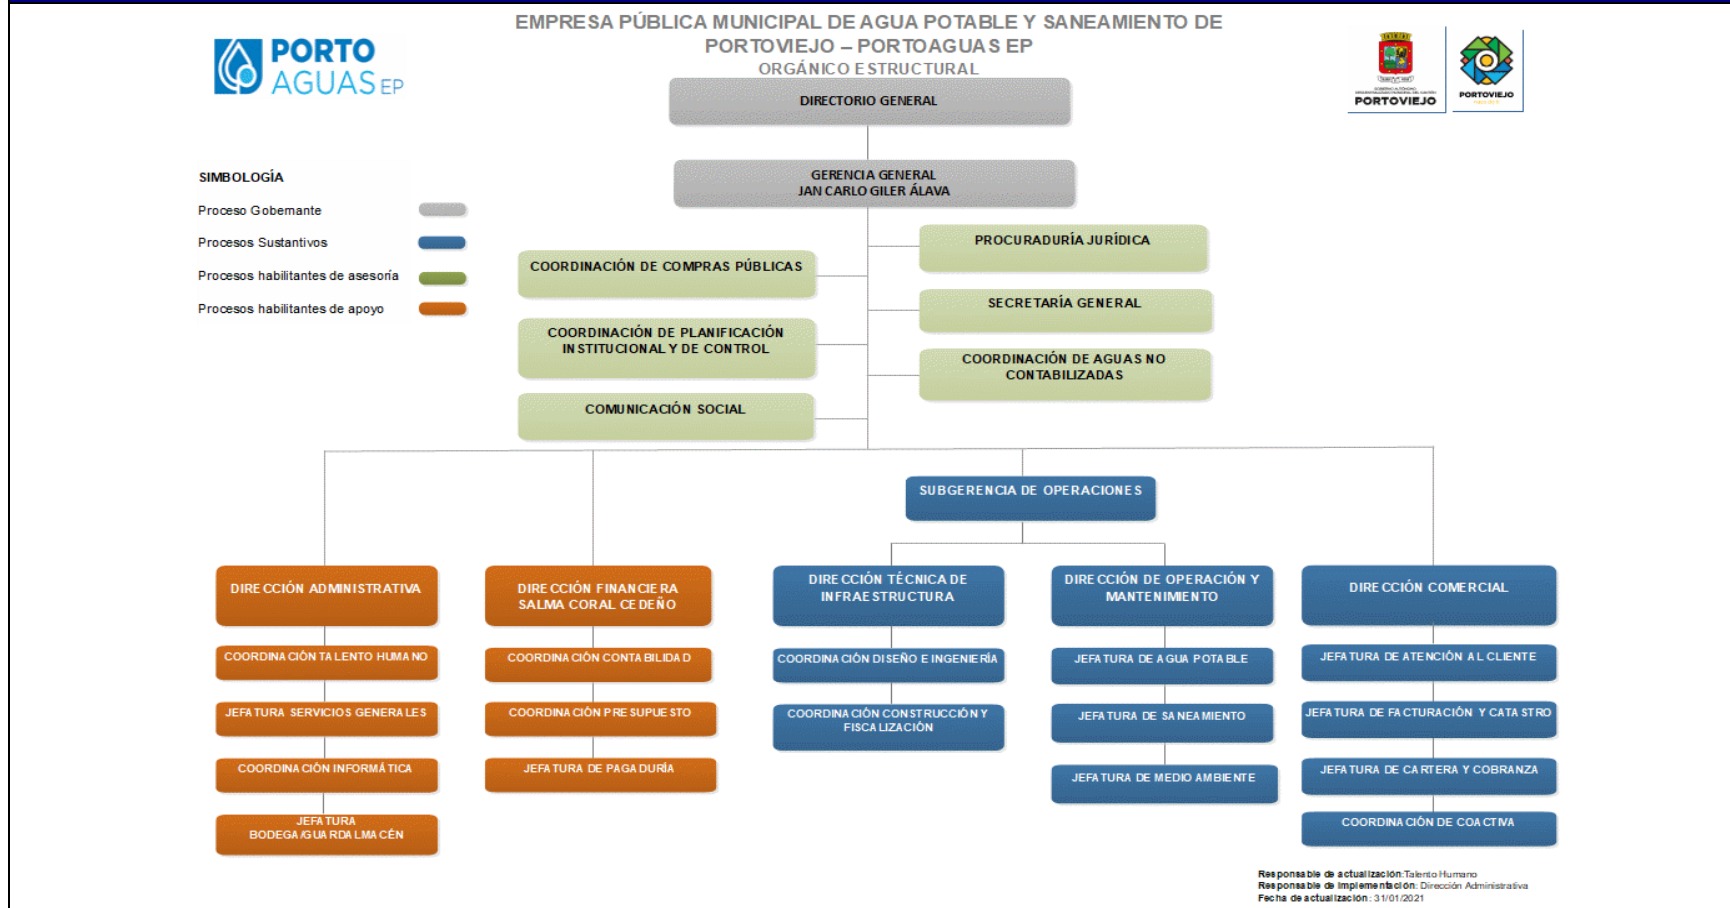 EMPRESA PÚBLICA MUNICIPAL DE AGUA POTABLE Y SANEAMIENTO DE
PORTOVIEJO – PORTOAGUAS EP
ORGÁNICO ESTRUCTURAL
PORTO
AGUAS EP
PORTOVIEJO
PORTOVIEJO
DIRECTORIO GENERAL
GERENCIA GENERAL
JAN CARLO GILER ÁLAVA
SIMBOLOGÍA
Proceso Gobernante
Procesos Sustantivos
Procesos habilitantes de asesoría
Procesos habilitantes de apoyo
PROCURADURÍA JURÍDICA
COORDINACIÓN DE COMPRAS PÚBLICAS
SECRETARÍA GENERAL
COORDINACIÓN DE PLANIFICACIÓN
INSTITUCIONAL Y DE CONTROL
COORDINACIÓN DE AGUAS NO
CONTABILIZADAS
COMUNICACIÓN SOCIAL
SUBGERENCIA DE OPERACIONES
DIRECCIÓN ADMINISTRATIVA
COORDINACIÓN TALENTO HUMANO
JEFATURA SERVICIOS GENERALES
COORDINACIÓN INFORMÁTICA
JEFATURA
BODEGA/GUARDALMACÉN
DIRECCIÓN FINANCIERA
SALMA CORAL CEDEÑO
COORDINACIÓN CONTABILIDAD
COORDINACIÓN PRESUPUESTO
JEFATURA DE PAGADURÍA
DIRECCIÓN TÉCNICA DE
INFRAESTRUCTURA
COORDINACIÓN DISEÑO E INGENIERÍA
COORDINACIÓN CONSTRUCCIÓN Y
FISCALIZACIÓN
DIRECCIÓN DE OPERACIÓN Y
MANTENIMIENTO
JEFATURA DE AGUA POTABLE
JEFATURA DE SANEAMIENTO
JEFATURA DE MEDIO AMBIENTE
DIRECCIÓN COMERCIAL
JEFATURA DE ATENCIÓN AL CLIENTE
JEFATURA DE FACTURACIÓN Y CATASTRO
JEFATURA DE CARTERA Y COBRANZA
COORDINACIÓN DE COACTIVA
Responsable de actualización:Talento Humano
Responsable de implementación: Dirección Administrativa
Fecha de actualización: 31/01/2021